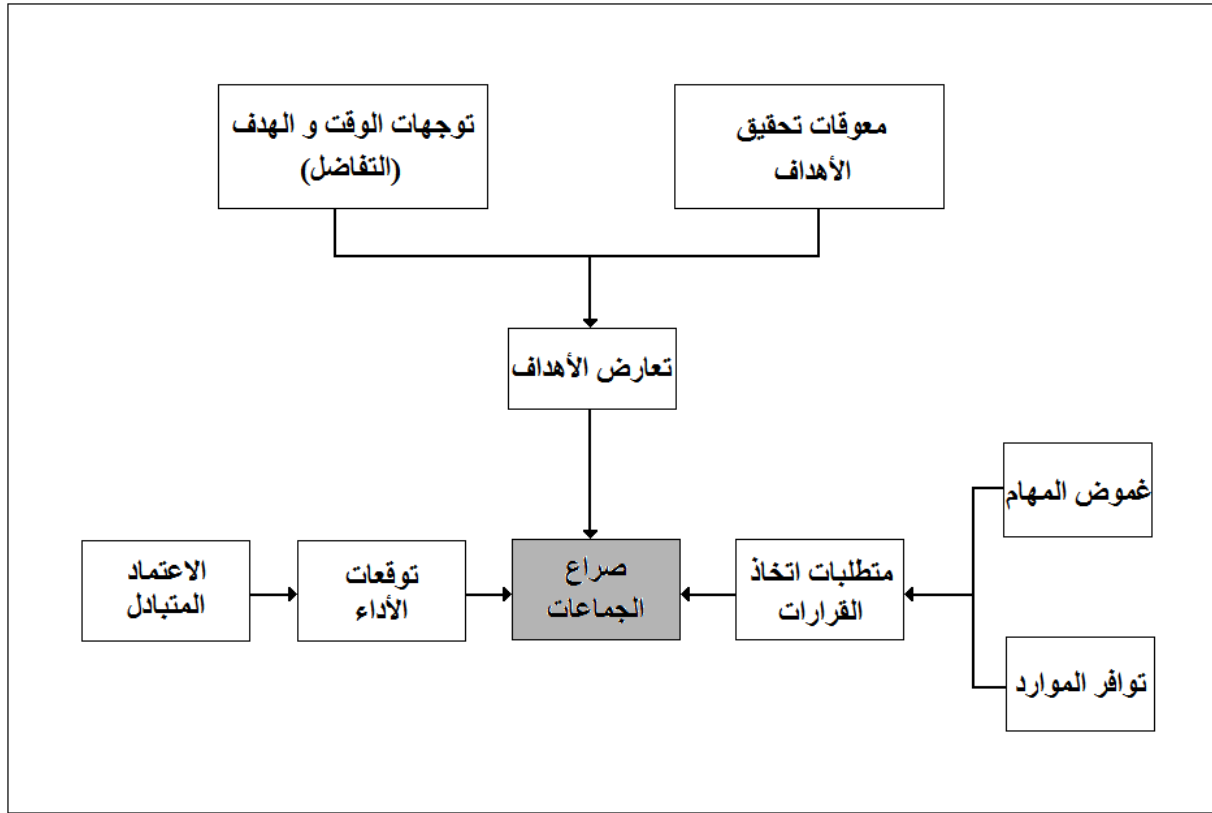 معوقات تحقيق
الأهداف
توجهات الوقت و الهدف
(التفاضل)
تعارض الأهداف
غموض المهام
متطلبات اتخاذ
القرارات
صراع
الجماعات
توقعات
الأداء
الاعتماد
المتبادل
توافر الموارد